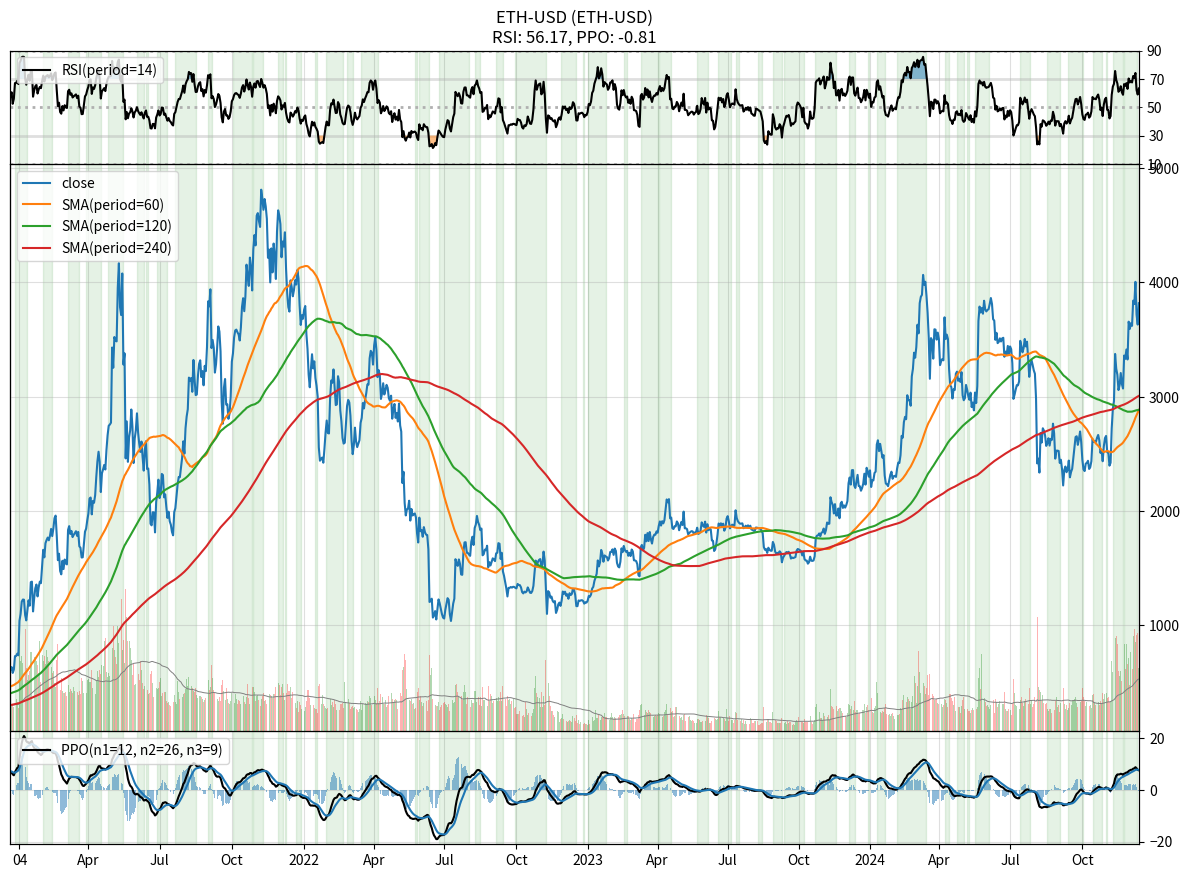 ETH-USD (ETH-USD)
RSI: 56.17, PPO: -0.81
RSI(period=14)
90
70
50
30
10
close
SMA(period=60)
SMA(period=120)
SMA(period=240)
5000
4000
3000
2000
1000
PPO(n1=12, n2=26, n3=9)
20
0
−20
04 Apr Jul Oct 2022 Apr Jul Oct 2023 Apr Jul Oct 2024 Apr Jul Oct